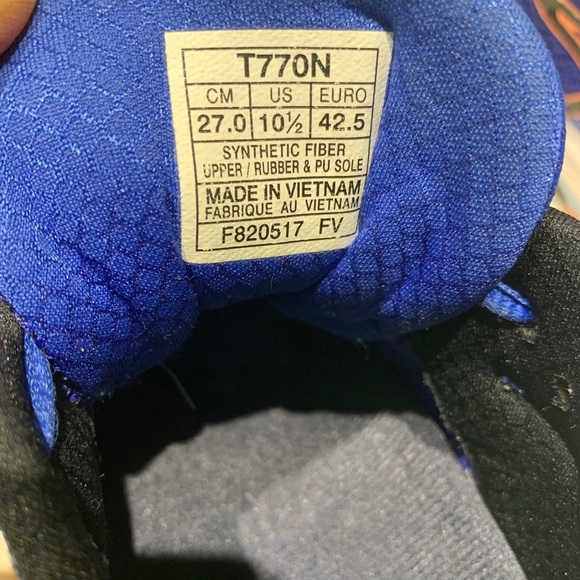 T770N
CM US EURO
27.0 10½ 42.5
SYNTHETIC FIBER
UPPER / RUBBER & PU SOLE
MADE IN VIETNAM
FABRIQUE AU VIETNAM
F820517 FV